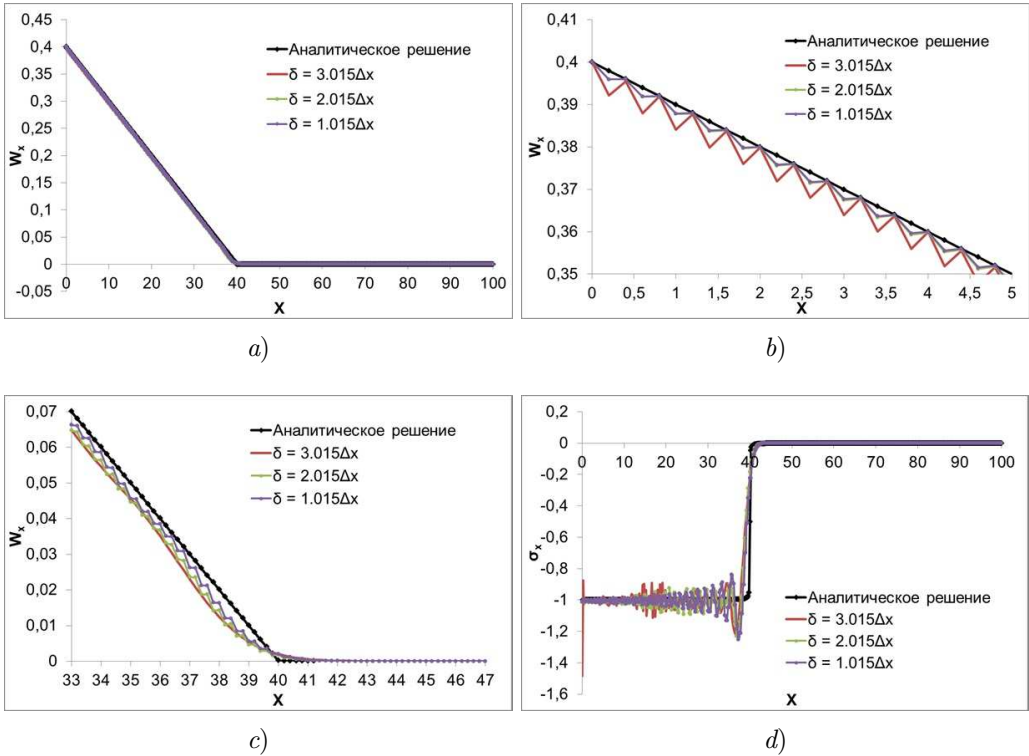 0,45
0,4
0,35
0,3
0,25
0,2
0,15
0,1
0,05
0
-0,05
Wx
0 10 20 30 40 50 60 70 80 90 100
X
Аналитическое решение
δ = 3.015Δx
δ = 2.015Δx
δ = 1.015Δx
a)
0,41
0,4
0,39
0,38
0,37
0,36
0,35
Wx
0 0,5 1 1,5 2 2,5 3 3,5 4 4,5 5
X
Аналитическое решение
δ = 3.015Δx
δ = 2.015Δx
δ = 1.015Δx
b)
0,07
0,06
0,05
0,04
0,03
0,02
0,01
0
Wx
33 34 35 36 37 38 39 40 41 42 43 44 45 46 47
X
Аналитическое решение
δ = 3.015Δx
δ = 2.015Δx
δ = 1.015Δx
c)
0,2
0
-0,2
-0,4
-0,6
-0,8
-1
-1,2
-1,4
-1,6
σx
0 10 20 30 40 50 60 70 80 90 100
X
Аналитическое решение
δ = 3.015Δx
δ = 2.015Δx
δ = 1.015Δx
d)